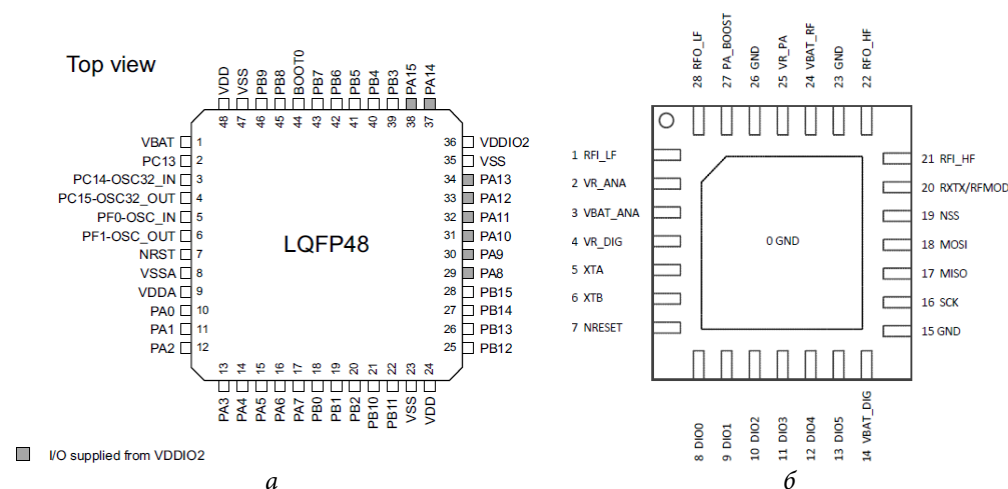 Top view
VDD
VSS
PB9
PB8
BOOT0
PB7
PB6
PB5
PB4
PB3
PA15
PA14
48
47
46
45
44
43
42
41
40
39
38
37
VBAT 1
PC13 2
PC14-OSC32_IN 3
PC15-OSC32_OUT 4
PF0-OSC_IN 5
PF1-OSC_OUT 6
NRST 7
VSSA 8
VDDA 9
PA0 10
PA1 11
PA2 12
LQFP48
36 VDDIO2
35 VSS
34 PA13
33 PA12
32 PA11
31 PA10
30 PA9
29 PA8
28 PB15
27 PB14
26 PB13
25 PB12
13
14
15
16
17
18
19
20
21
22
23
24
PA3
PA4
PA5
PA6
PA7
PB0
PB1
PB2
PB10
PB11
VSS
VDD
I/O supplied from VDDIO2
а
28 RFO_LF
27 PA_BOOST
26 GND
25 VR_PA
24 VBAT_RF
23 GND
22 RFO_HF
1 RFI_LF
2 VR_ANA
3 VBAT_ANA
4 VR_DIG
5 XTA
6 XTB
7 NRESET
0 GND
21 RFI_HF
20 RXTX/RFMOD
19 NSS
18 MOSI
17 MISO
16 SCK
15 GND
8 DIO0
9 DIO1
10 DIO2
11 DIO3
12 DIO4
13 DIO5
14 VBAT_DIG
б